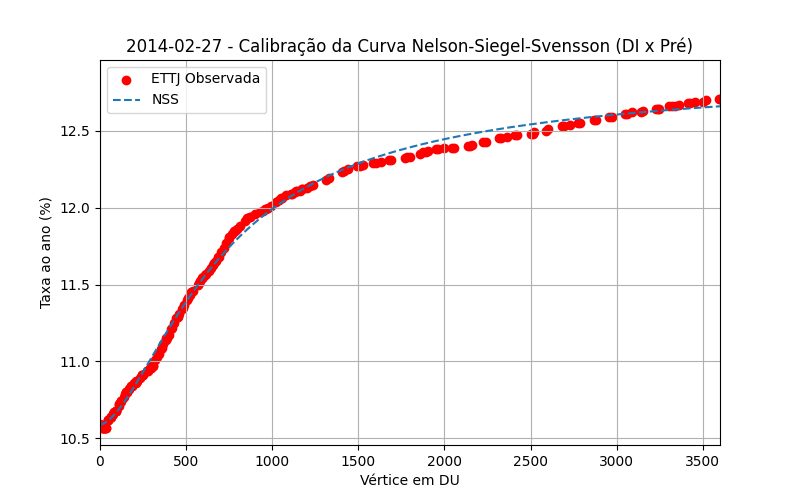 2014-02-27 - Calibração da Curva Nelson-Siegel-Svensson (DI x Pré)
ETTJ Observada
NSS
Taxa ao ano (%)
12.5
12.0
11.5
11.0
10.5
0 500 1000 1500 2000 2500 3000 3500
Vértice em DU